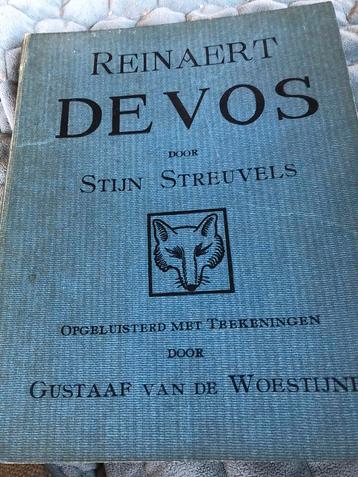 REINAERT
DE VOS
DOOR
STIJN STREUVELS
OPGELUISTERD MET TEEKENINGEN
DOOR
GUSTAAF VAN DE WOESTIJNE